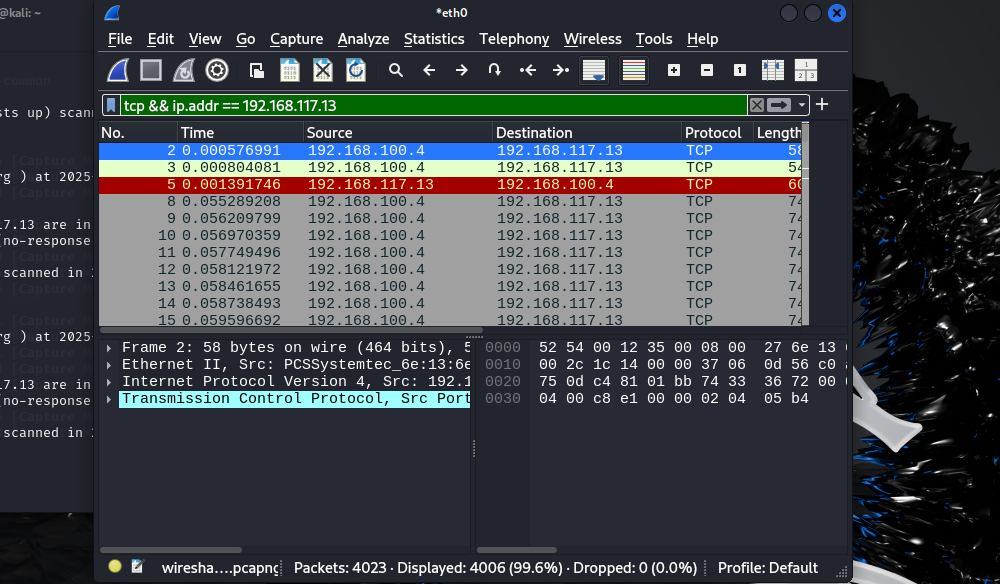 @kali: ~
*eth0
File Edit View Go Capture Analyze Statistics Telephony Wireless Tools Help
common
tcp && ip.addr == 192.168.117.13
sts up) scann
No. Time Source Destination Protocol Length
2 0.000576991 192.168.100.4 192.168.117.13 TCP 58
3 0.000804081 192.168.100.4 192.168.117.13 TCP 54
5 0.001391746 192.168.117.13 192.168.100.4 TCP 60
8 0.055289208 192.168.100.4 192.168.117.13 TCP 74
9 0.056209799 192.168.100.4 192.168.117.13 TCP 74
10 0.056970359 192.168.100.4 192.168.117.13 TCP 74
11 0.057749496 192.168.100.4 192.168.117.13 TCP 74
12 0.058121972 192.168.100.4 192.168.117.13 TCP 74
13 0.058461655 192.168.100.4 192.168.117.13 TCP 74
14 0.058738493 192.168.100.4 192.168.117.13 TCP 74
15 0.059596692 192.168.100.4 192.168.117.13 TCP 74
[Capture
rg ) at 2025-
[Capture
17.13 are in
(no-response
scanned in
rg ) at 2025-
17.13 are in
(no-response
scanned in
Frame 2: 58 bytes on wire (464 bits), 5
Ethernet II, Src: PCSSystemtec_6e:13:6e
Internet Protocol Version 4, Src: 192.1
Transmission Control Protocol, Src Port
0000 52 54 00 12 35 00 08 00 27 6e 13
0010 00 2c 1c 14 00 00 37 06 0d 56 c0
0020 75 0d c4 81 01 bb 74 33 36 72 00
0030 04 00 c8 e1 00 00 02 04 05 b4
wiresha....pcapng Packets: 4023 · Displayed: 4006 (99.6%) · Dropped: 0 (0.0%) Profile: Default